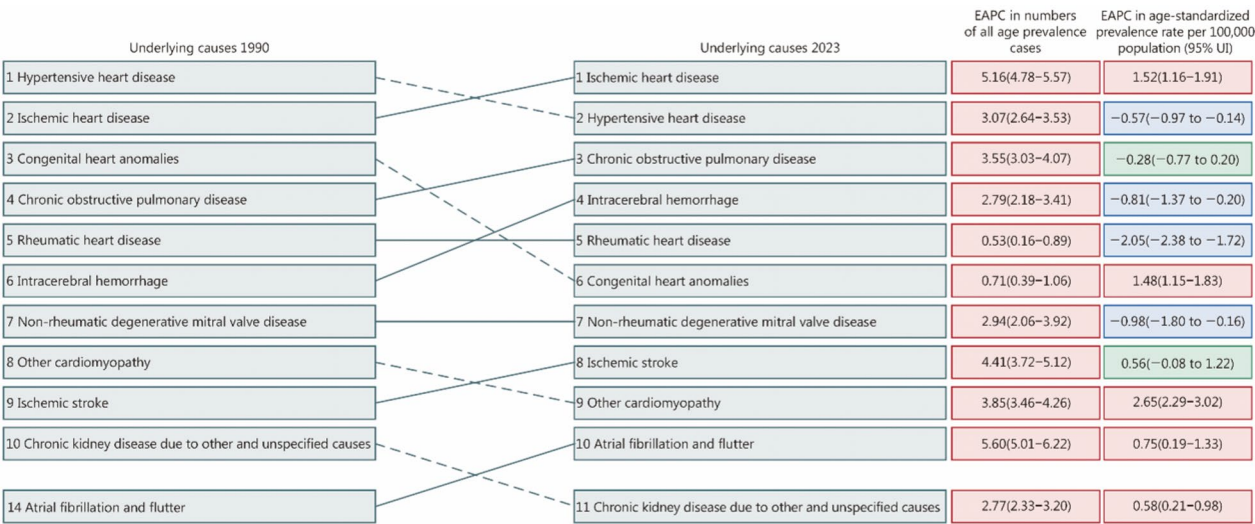 EAPC in numbers
of all age prevalence
cases
EAPC in age-standardized
prevalence rate per 100,000
population (95% UI)
Underlying causes 1990
Underlying causes 2023
1 Hypertensive heart disease
1 Ischemic heart disease
5.16(4.78−5.57)
1.52(1.16−1.91)
2 Ischemic heart disease
2 Hypertensive heart disease
3.07(2.64−3.53)
−0.57(−0.97 to −0.14)
3 Congenital heart anomalies
3 Chronic obstructive pulmonary disease
3.55(3.03−4.07)
−0.28(−0.77 to 0.20)
4 Chronic obstructive pulmonary disease
4 Intracerebral hemorrhage
2.79(2.18−3.41)
−0.81(−1.37 to −0.20)
5 Rheumatic heart disease
5 Rheumatic heart disease
0.53(0.16−0.89)
−2.05(−2.38 to −1.72)
6 Intracerebral hemorrhage
6 Congenital heart anomalies
0.71(0.39−1.06)
1.48(1.15−1.83)
7 Non-rheumatic degenerative mitral valve disease
7 Non-rheumatic degenerative mitral valve disease
2.94(2.06−3.92)
−0.98(−1.80 to −0.16)
8 Other cardiomyopathy
8 Ischemic stroke
4.41(3.72−5.12)
0.56(−0.08 to 1.22)
9 Ischemic stroke
9 Other cardiomyopathy
3.85(3.46−4.26)
2.65(2.29−3.02)
10 Chronic kidney disease due to other and unspecified causes
10 Atrial fibrillation and flutter
5.60(5.01−6.22)
0.75(0.19−1.33)
14 Atrial fibrillation and flutter
11 Chronic kidney disease due to other and unspecified causes
2.77(2.33−3.20)
0.58(0.21−0.98)